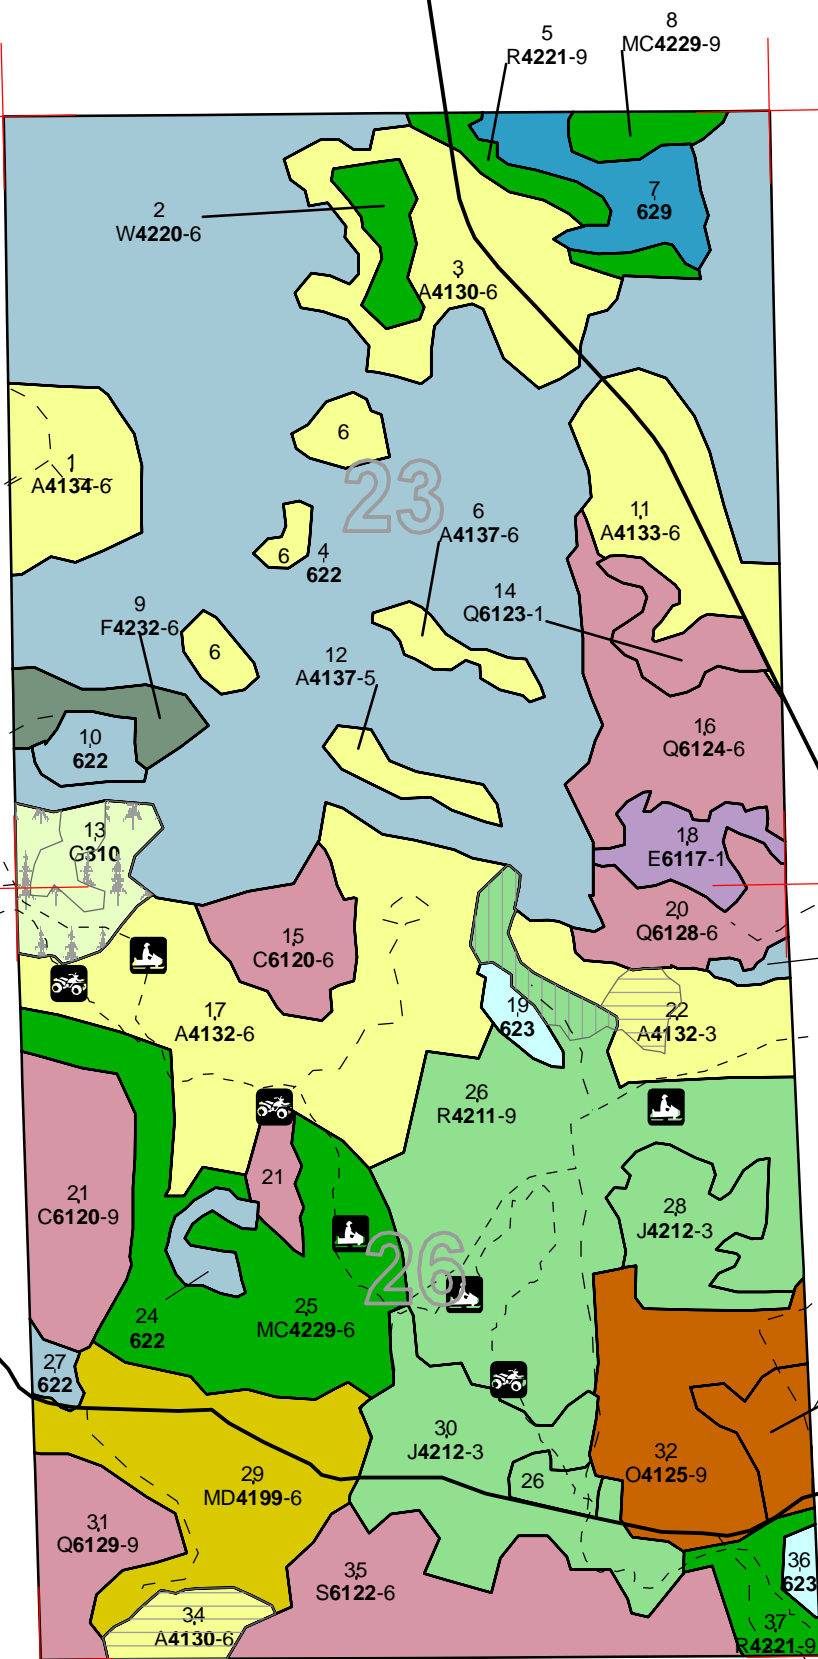 8
MC4229-9
5
R4221-9
7
629
2
W4220-6
3
A4130-6
6
23
1
A4134-6
6
A4137-6
11
A4133-6
6
4
622
14
Q6123-1
9
F4232-6
6
12
A4137-5
10
622
16
Q6124-6
13
G310
18
E6117-1
20
Q6128-6
15
C6120-6
17
A4132-6
19
623
22
A4132-3
26
R4211-9
21
C6120-9
21
28
J4212-3
26
24
622
25
MC4229-6
27
622
30
J4212-3
32
O4125-9
29
MD4199-6
26
31
Q6129-9
35
S6122-6
36
623
34
A4130-6
37
R4221-9